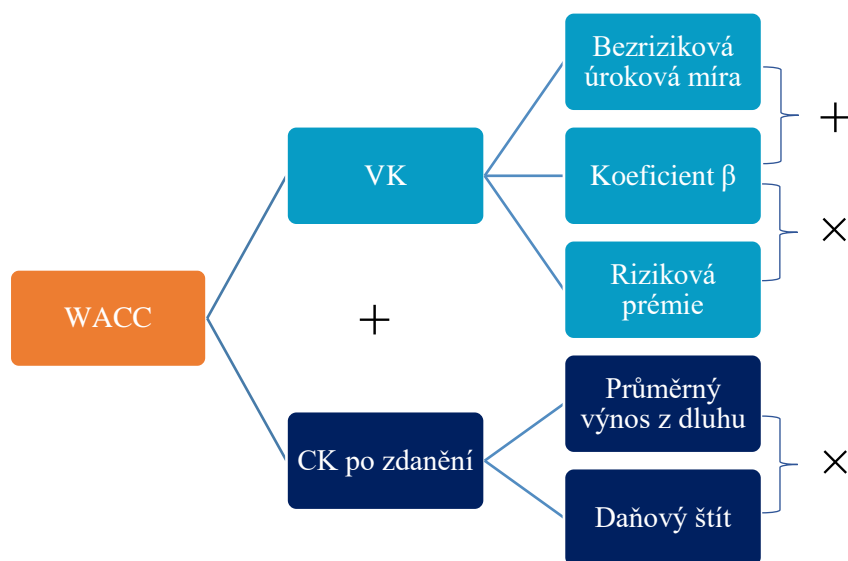 Bezriziková
úroková míra
+
VK
Koeficient β
×
Riziková
prémie
WACC
+
Průměrný
výnos z dluhu
CK po zdanění
×
Daňový štít